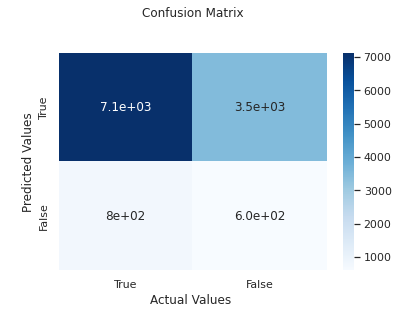 Confusion Matrix
Predicted Values
True
False
7.1e+03
3.5e+03
8e+02
6.0e+02
True
False
Actual Values
7000
6000
5000
4000
3000
2000
1000